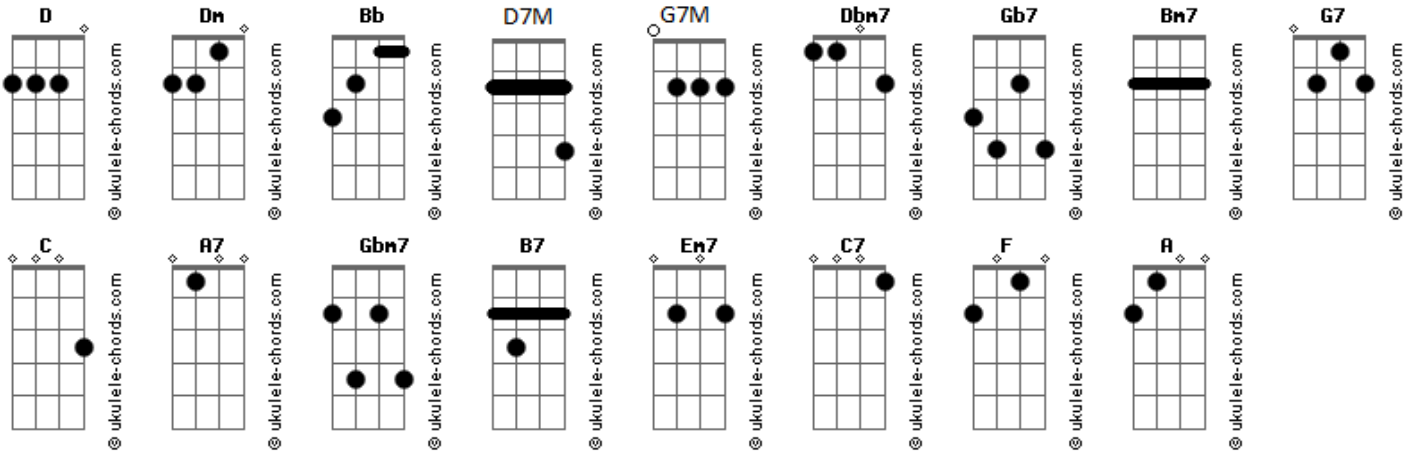 D Dm Bb D7M G7M Dbm7 Gb7 Bm7 G7
© ukulele-chords.com © ukulele-chords.com © ukulele-chords.com © ukulele-chords.com © ukulele-chords.com © ukulele-chords.com © ukulele-chords.com © ukulele-chords.com © ukulele-chords.com
C A7 Gbm7 B7 Em7 C7 F A
© ukulele-chords.com © ukulele-chords.com © ukulele-chords.com © ukulele-chords.com © ukulele-chords.com © ukulele-chords.com © ukulele-chords.com © ukulele-chords.com